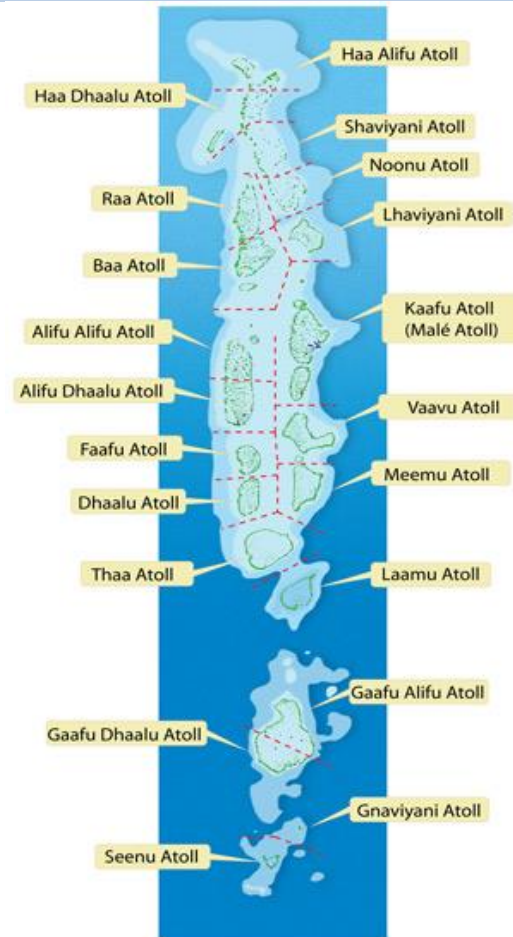 Haa Alifu Atoll
Haa Dhaalu Atoll
Shaviyani Atoll
Noonu Atoll
Raa Atoll
Lhaviyani Atoll
Baa Atoll
Kaafu Atoll
(Malé Atoll)
Alifu Alifu Atoll
Alifu Dhaalu Atoll
Vaavu Atoll
Faafu Atoll
Meemu Atoll
Dhaalu Atoll
Thaa Atoll
Laamu Atoll
Gaafu Alifu Atoll
Gaafu Dhaalu Atoll
Gnaviyani Atoll
Seenu Atoll